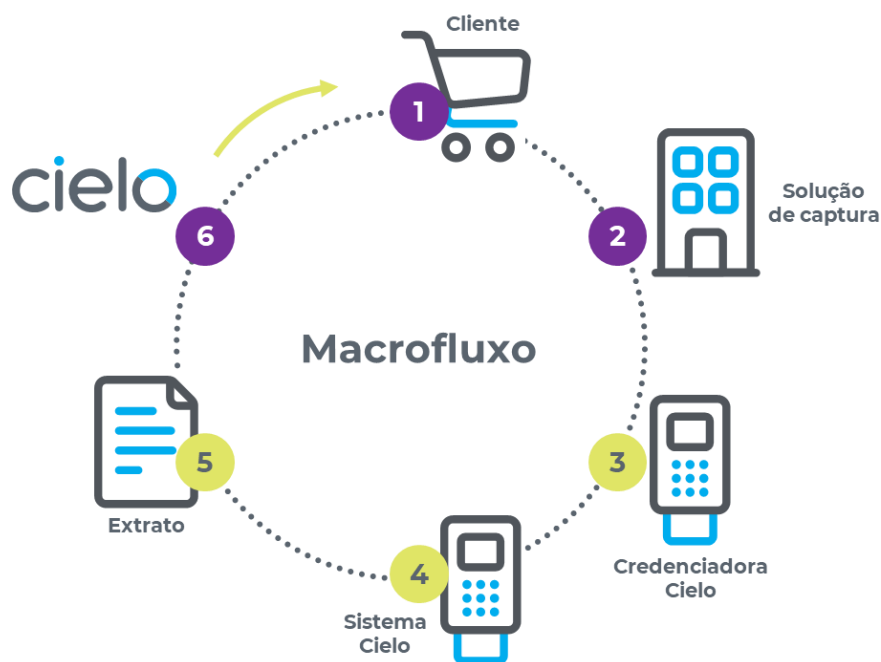 Cliente
1
cielo
Solução
de captura
6
2
Macrofluxo
5
3
Extrato
4
Credenciadora
Cielo
Sistema
Cielo